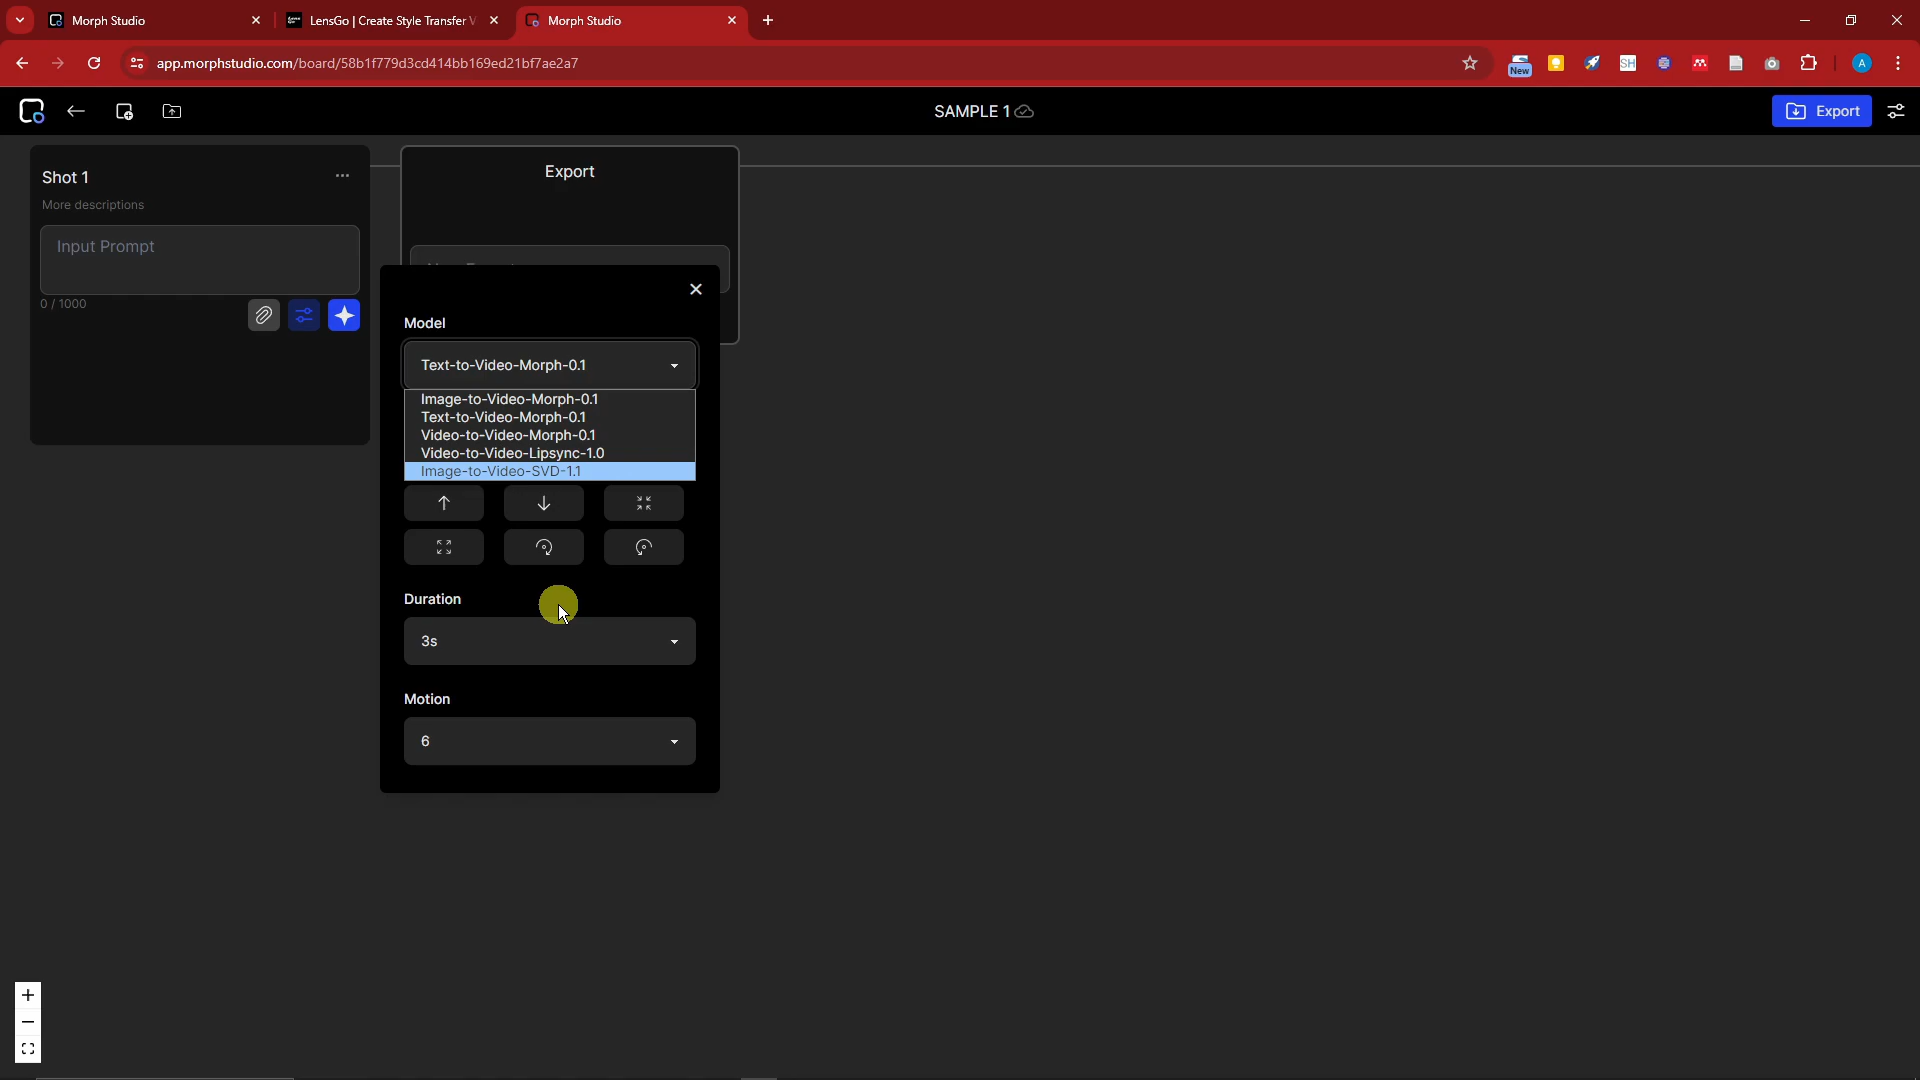 Morph Studio
LensGo | Create Style Transfer V
Morph Studio
app.morphstudio.com/board/58b1f779d3cd414bb169ed21bf7ae2a7
New
SH
A
SAMPLE 1
Export
Shot 1
More descriptions
Input Prompt
0 / 1000
Export
Model
Text-to-Video-Morph-0.1
Image-to-Video-Morph-0.1
Text-to-Video-Morph-0.1
Video-to-Video-Morph-0.1
Video-to-Video-Lipsync-1.0
Image-to-Video-SVD-1.1
Duration
3s
Motion
6